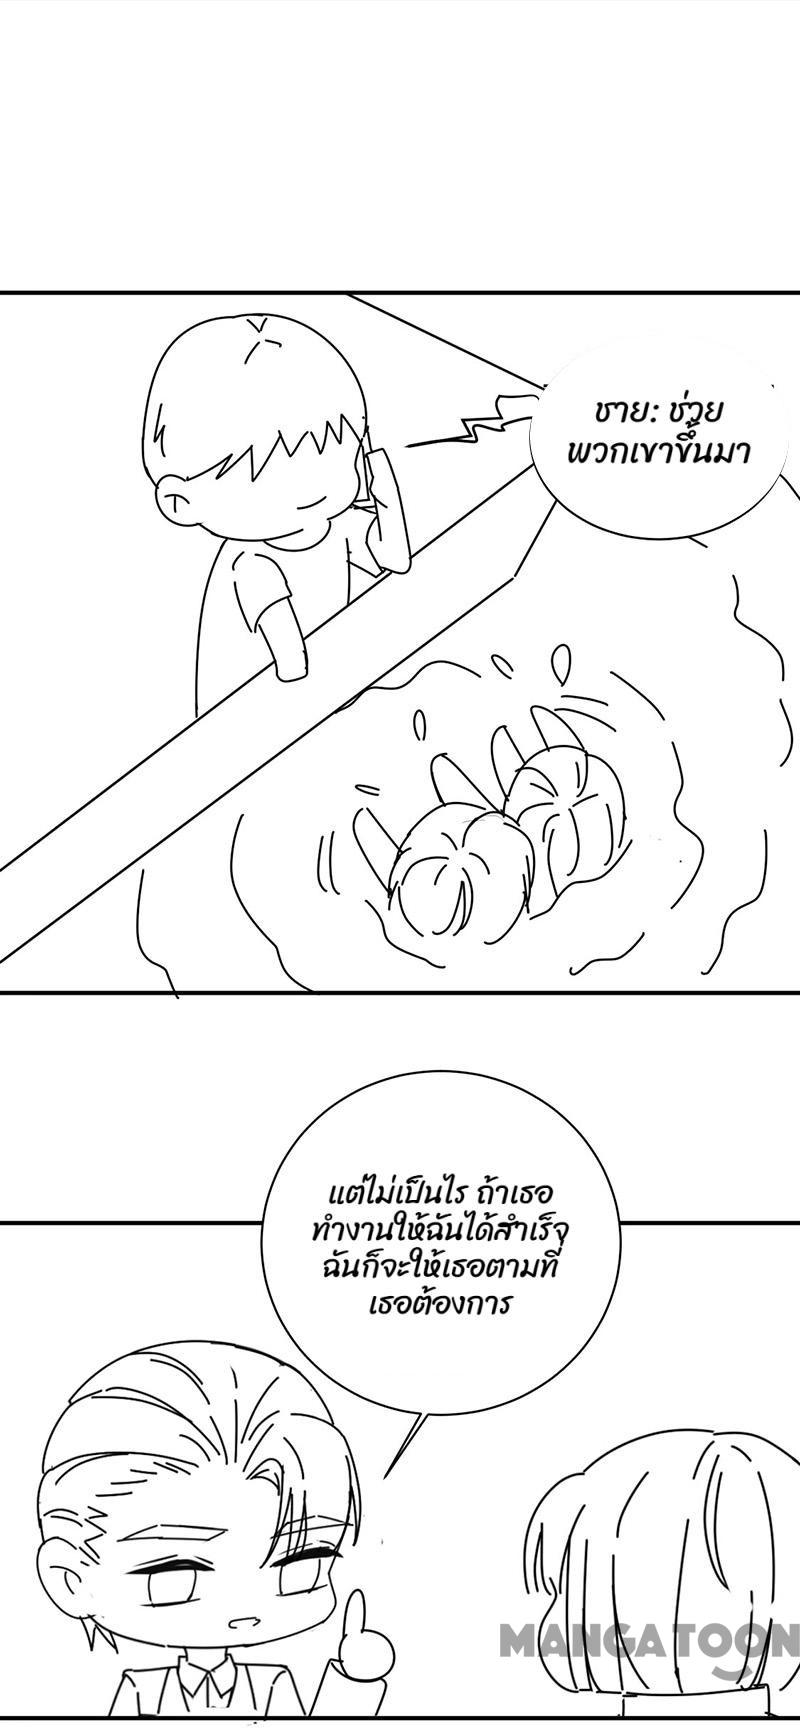 ชาย: ช่วย
พวกเขาขึ้นมา
แต่ไม่เป็นไร ถ้าเธอ
ทำงานให้ฉันได้สำเร็จ
ฉันก็จะให้เธอตามที่
เธอต้องการ
MANGATOON